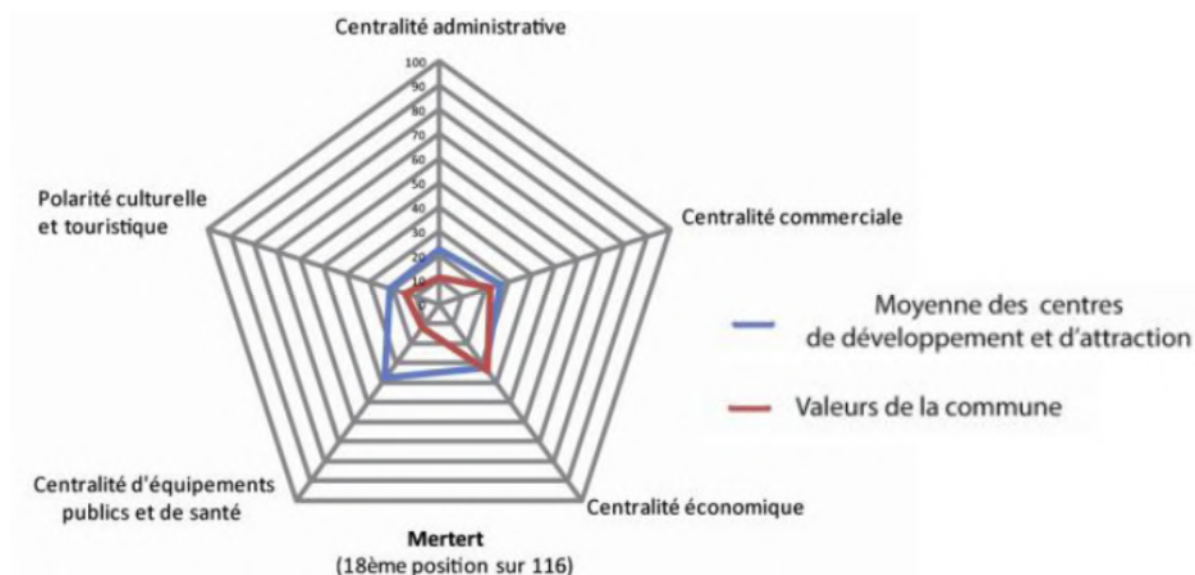 Centralité administrative
100
90
80
70
60
50
40
30
20
10
0
Polarité culturelle
et touristique
Centralité commerciale
Moyenne des centres
de développement et d'attraction
Valeurs de la commune
Centralité d'équipements
publics et de santé
Centralité économique
Mertert
(18ème position sur 116)